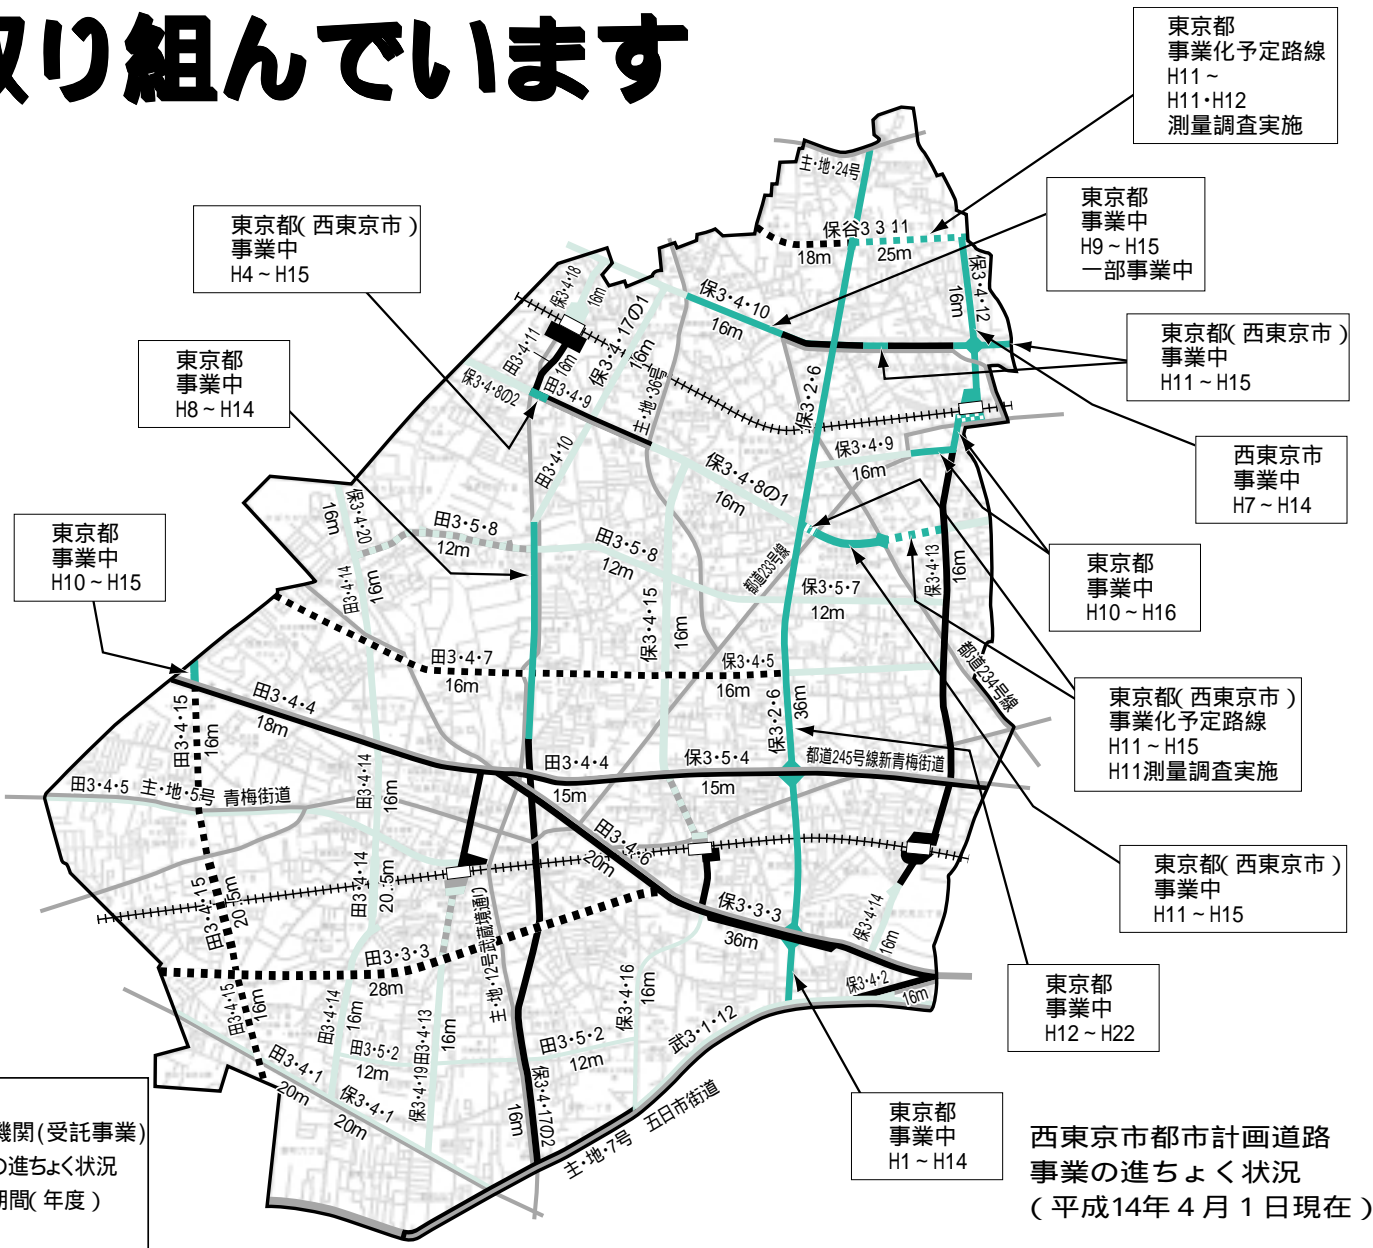 取り組んでいます
東京都
事業化予定路線
H11～
H11・H12
測量調査実施
東京都
事業中
H9～H15
一部事業中
東京都(西東京市)
事業中
H4～H15
東京都
事業中
H8～H14
東京都(西東京市)
事業中
H11～H15
西東京市
事業中
H7～H14
東京都
事業中
H10～H15
東京都
事業中
H10～H16
東京都(西東京市)
事業化予定路線
H11～H15
H11測量調査実施
東京都(西東京市)
事業中
H11～H15
東京都
事業中
H12～H22
東京都
事業中
H1～H14
主・地・24号
保谷3 3 11
18m
25m
保3・4・12
16m
保3・4・10
16m
保3・4・18
16m
保3・4・17の1
16m
田3・4・11
16m
保3・4・8の2
田3・4・9
主・地・36号
保3・2・6
保3・4・9
16m
保3・4・8の1
16m
田3・4・10
保3・4・20
16m
田3・5・8
12m
田3・5・8
12m
都道233号線
保3・4・13
16m
保3・5・7
12m
田3・4・14
16m
保3・4・15
16m
田3・4・7
16m
保3・4・5
16m
都道234号線
田3・4・15
16m
田3・4・4
18m
保3・2・6
36m
田3・4・14
16m
田3・4・4
15m
保3・5・4
15m
都道245号線新青梅街道
田3・4・5
主・地・5号 青梅街道
田3・4・6
20m
田3・4・15
20.5m
田3・4・14
20.5m
主・地・12号武蔵境通り
保3・3・3
36m
保3・4・14
16m
田3・3・3
28m
保3・4・2
16m
田3・4・15
16m
田3・4・14
16m
保3・4・19田3・4・13
16m
保3・4・16
16m
武3・1・12
田3・5・2
12m
田3・5・2
12m
田3・4・1
20m
保3・4・1
20m
保3・4・17の2
16m
主・地・7号 五日市街道
機関(受託事業)
の進ちょく状況
期間(年度)
西東京市都市計画道路
事業の進ちょく状況
(平成14年4月1日現在)